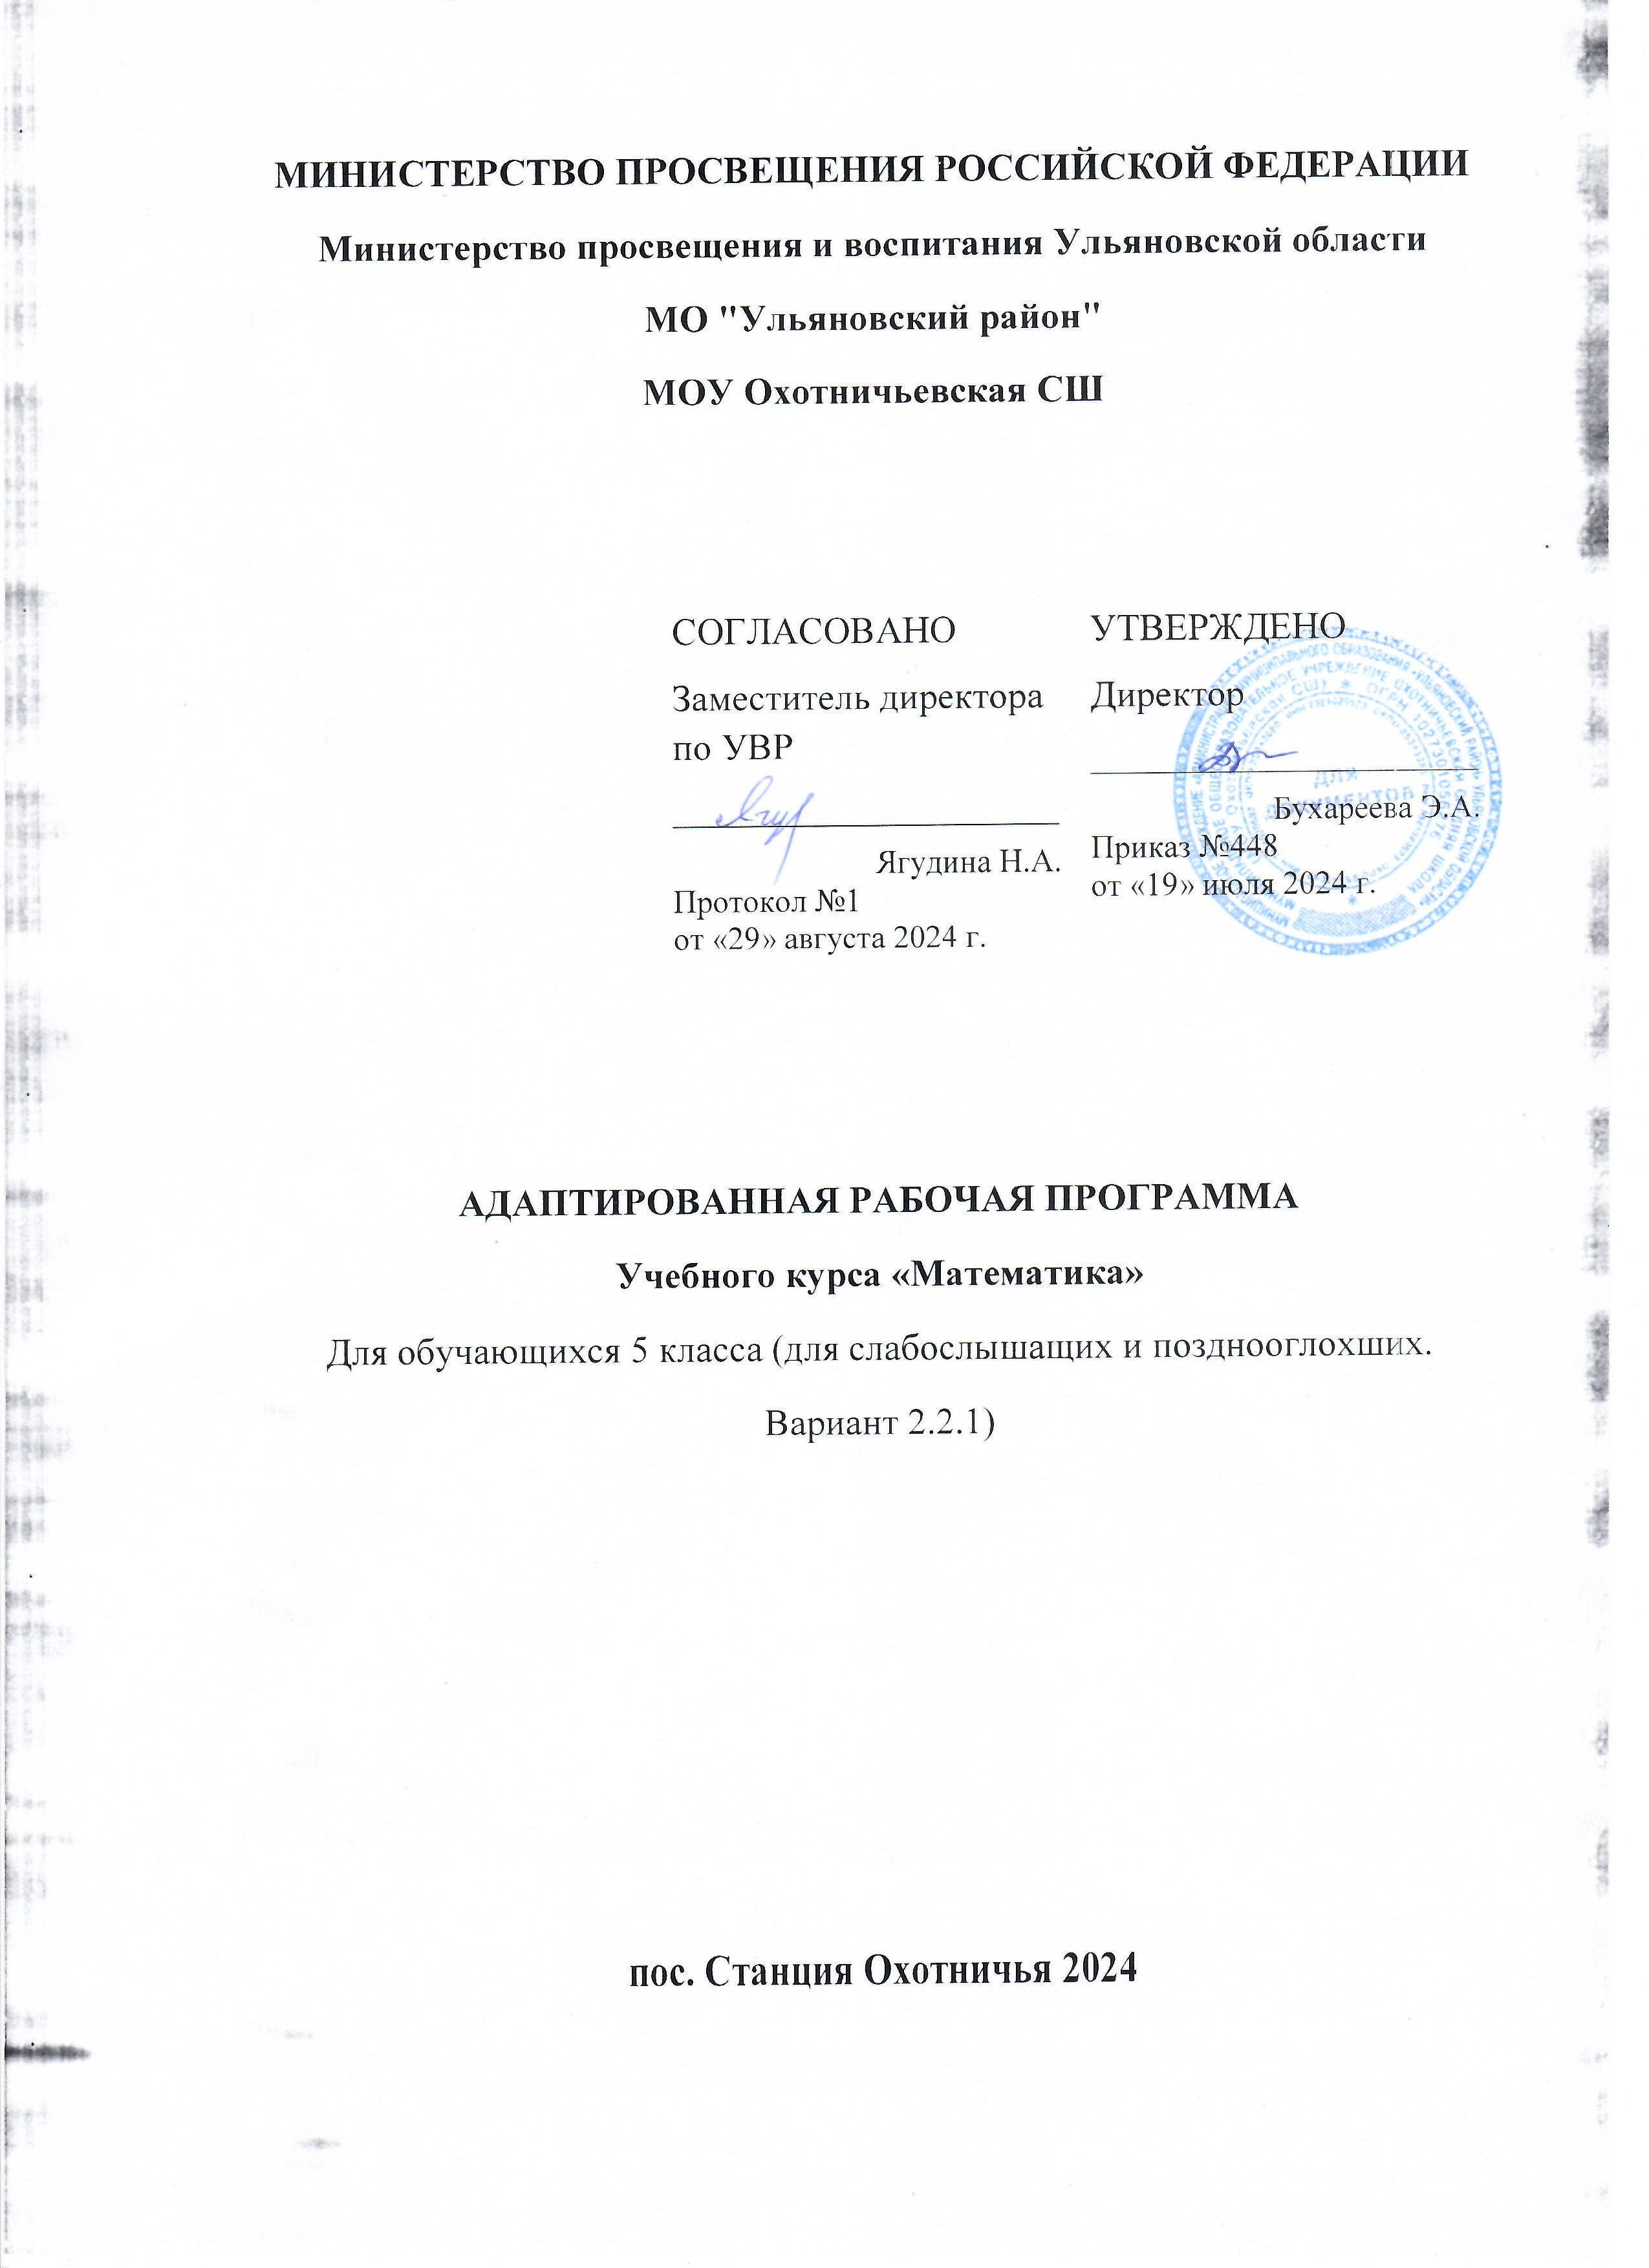 МИНИСТЕРСТВО ПРОСВЕЩЕНИЯ РОССИЙСКОЙ ФЕДЕРАЦИИ
Министерство просвещения и воспитания Ульяновской области
МО "Ульяновский район"
МОУ Охотничьевская СШ
СОГЛАСОВАНО
Заместитель директора
по УВР
Ягудина Н.А.
Протокол №1
от «29» августа 2024 г.
УТВЕРЖДЕНО
Директор
Бухареева Э.А.
Приказ №448
от «19» июля 2024 г.
ДЛЯ
ДОКУМЕНТОВ
АДАПТИРОВАННАЯ РАБОЧАЯ ПРОГРАММА
Учебного курса «Математика»
Для обучающихся 5 класса (для слабослышащих и позднооглохших.
Вариант 2.2.1)
пос. Станция Охотничья 2024